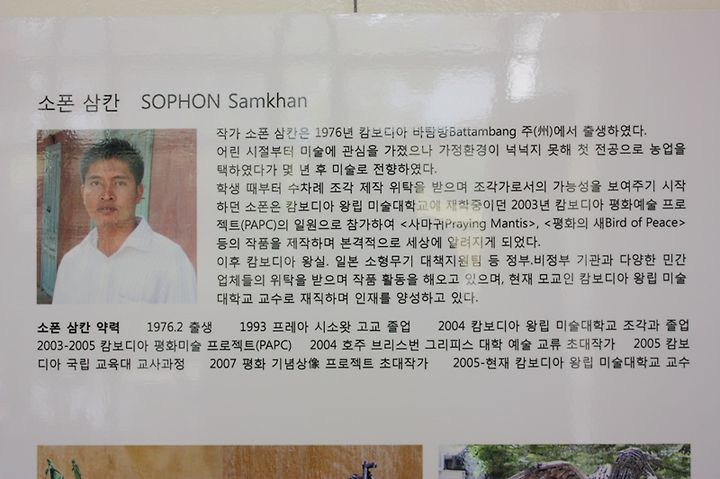 소폰 삼칸 SOPHON Samkhan
작가 소폰 삼칸은 1976년 캄보디아 바탐방Battambang 주(州)에서 출생하였다.
어린 시절부터 미술에 관심을 가졌으나 가정환경이 넉넉지 못해 첫 전공으로 농업을
택하였다가 몇 년 후 미술로 전향하였다.
학생 때부터 수차례 조각 제작 위탁을 받으며 조각가로서의 가능성을 보여주기 시작
하던 소폰은 캄보디아 왕립 미술대학교에 재학중이던 2003년 캄보디아 평화예술 프로
젝트(PAPC)의 일원으로 참가하여 <사마귀Praying Mantis>, <평화의 새Bird of Peace>
등의 작품을 제작하며 본격적으로 세상에 알려지게 되었다.
이후 캄보디아 왕실. 일본 소형무기 대책지원팀 등 정부.비정부 기관과 다양한 민간
업체들의 위탁을 받으며 작품 활동을 해오고 있으며, 현재 모교인 캄보디아 왕립 미술
대학교 교수로 재직하며 인재를 양성하고 있다.
소폰 삼칸 약력 1976.2 출생 1993 프레아 시소왓 고교 졸업 2004 캄보디아 왕립 미술대학교 조각과 졸업
2003-2005 캄보디아 평화미술 프로젝트(PAPC) 2004 호주 브리스번 그리피스 대학 예술 교류 초대작가 2005 캄보
디아 국립 교육대 교사과정 2007 평화 기념상像 프로젝트 초대작가 2005-현재 캄보디아 왕립 미술대학교 교수